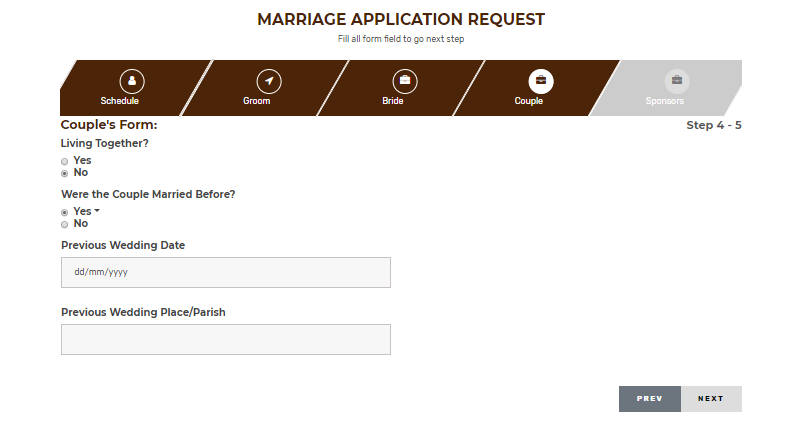 MARRIAGE APPLICATION REQUEST
Fill all form field to go next step
Schedule Groom Bride Couple Sponsors
Couple's Form: Step 4 - 5
Living Together?
Yes
No
Were the Couple Married Before?
Yes
No
Previous Wedding Date
dd/mm/yyyy
Previous Wedding Place/Parish
PREV NEXT